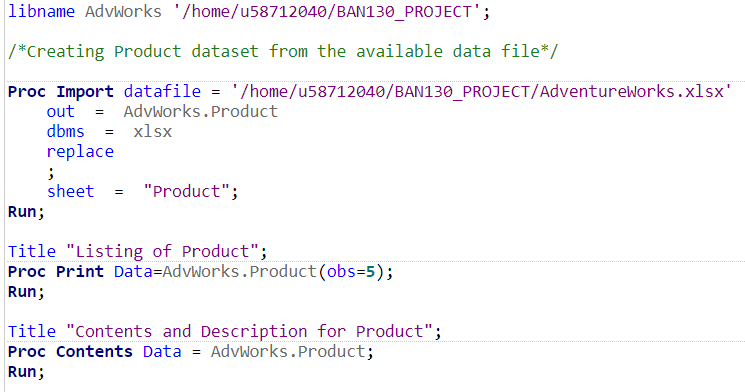 libname AdvWorks '/home/u58712040/BAN130_PROJECT';
/*Creating Product dataset from the available data file*/
Proc Import datafile = '/home/u58712040/BAN130_PROJECT/AdventureWorks.xlsx'
out = AdvWorks.Product
dbms = xlsx
replace
;
sheet = "Product";
Run;
Title "Listing of Product";
Proc Print Data=AdvWorks.Product(obs=5);
Run;
Title "Contents and Description for Product";
Proc Contents Data = AdvWorks.Product;
Run;